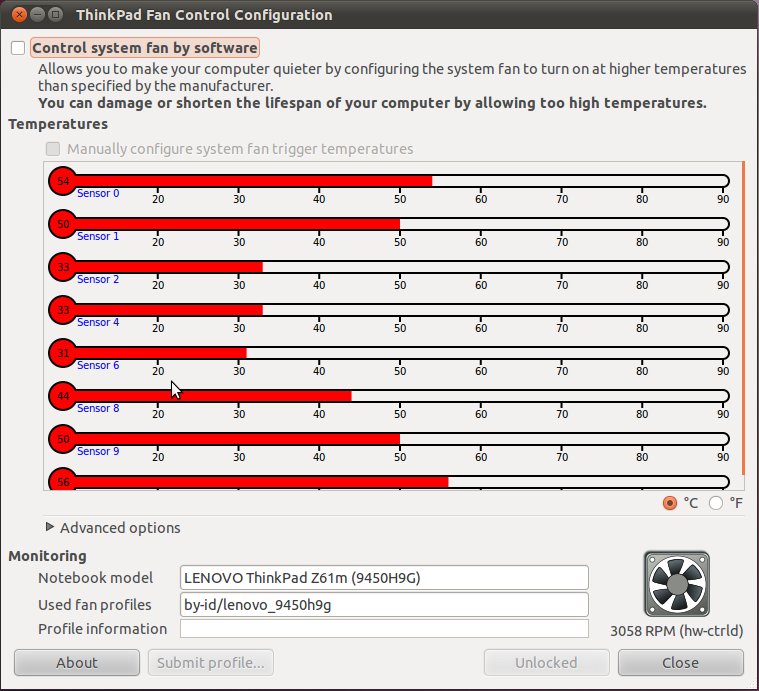 ThinkPad Fan Control Configuration
Control system fan by software
Allows you to make your computer quieter by configuring the system fan to turn on at higher temperatures
than specified by the manufacturer.
You can damage or shorten the lifespan of your computer by allowing too high temperatures.
Temperatures
Manually configure system fan trigger temperatures
54
Sensor 0 20 30 40 50 60 70 80 90
50
Sensor 1 20 30 40 50 60 70 80 90
33
Sensor 2 20 30 40 50 60 70 80 90
33
Sensor 4 20 30 40 50 60 70 80 90
31
Sensor 6 20 30 40 50 60 70 80 90
44
Sensor 8 20 30 40 50 60 70 80 90
50
Sensor 9 20 30 40 50 60 70 80 90
56
°C °F
Advanced options
Monitoring
Notebook model LENOVO ThinkPad Z61m (9450H9G)
Used fan profiles by-id/lenovo_9450h9g
Profile information
3058 RPM (hw-ctrld)
About Submit profile... Unlocked Close